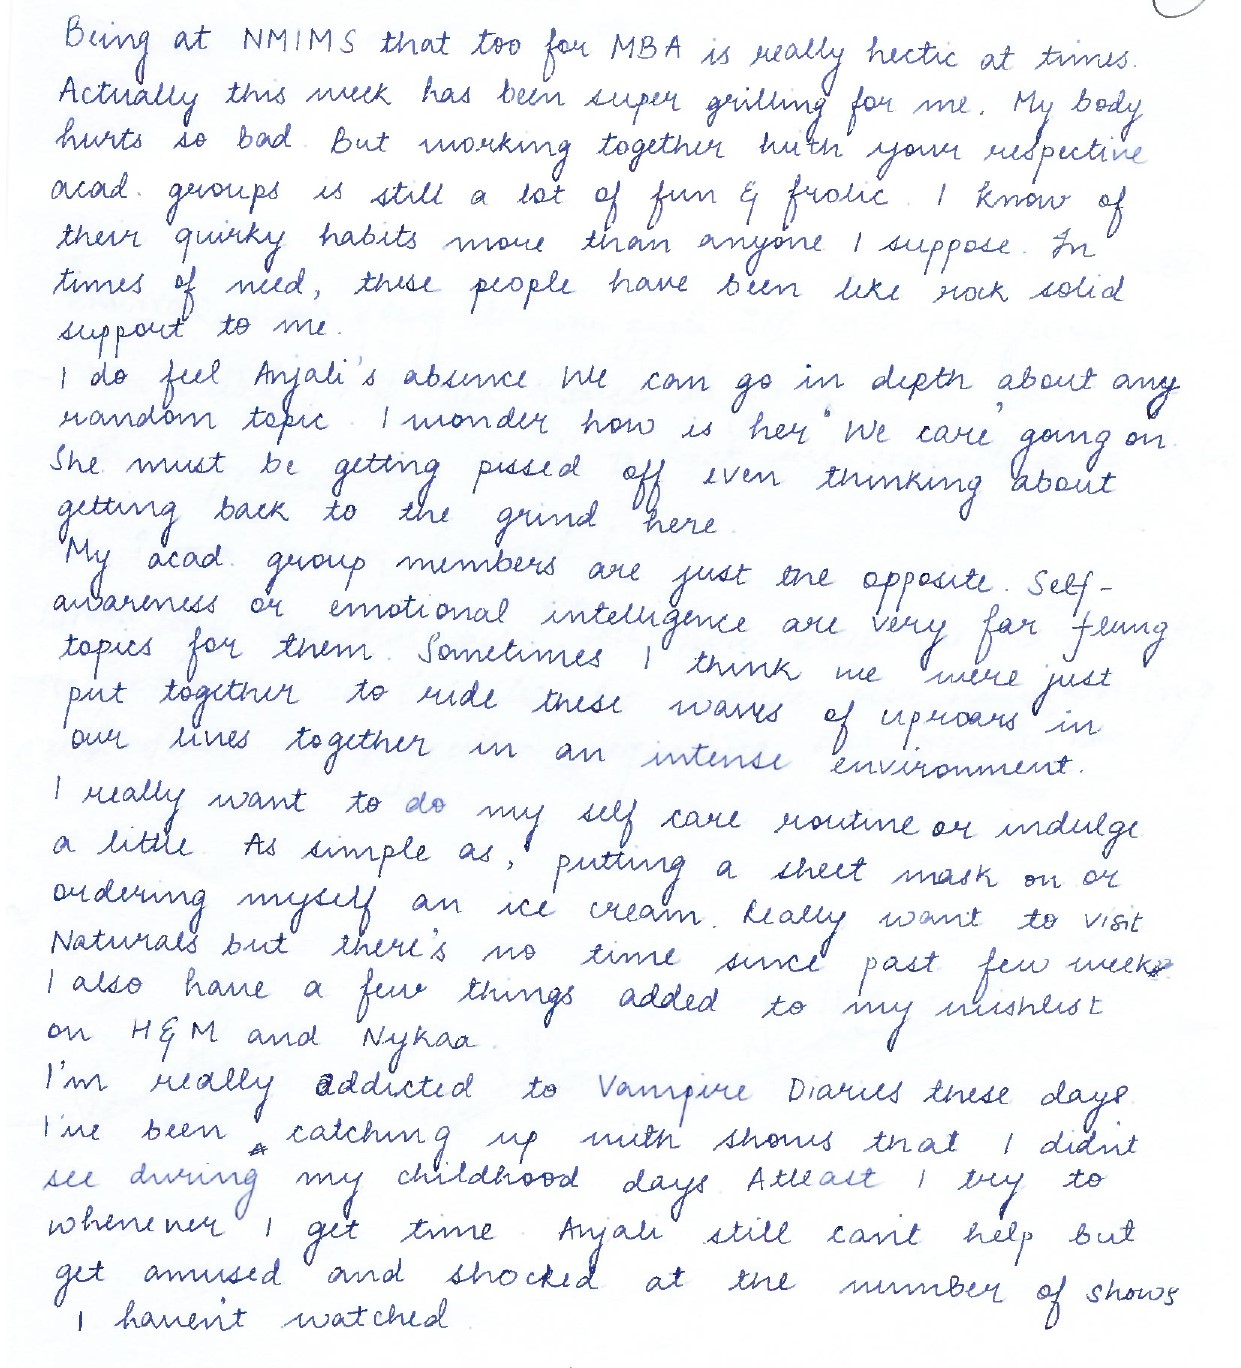 Being at NMIMS that too for MBA is really hectic at times.
Actually this week has been super grilling for me. My body
hurts so bad. But working together with your respective
acad. groups is still a lot of fun & frolic. I know of
their quirky habits more than anyone I suppose. In
times of need, these people have been like rock solid
support to me.
I do feel Anjali's absence. We can go in depth about any
random topic. I wonder how is her "We care" going on.
She must be getting pissed off even thinking about
getting back to the grind here.
My acad. group members are just the opposite. Self-
awareness or emotional intelligence are very far flung
topics for them. Sometimes I think we were just
put together to ride these waves of uproars in
our lives together in an intense environment.
I really want to do my self care routine or indulge
a little. As simple as, putting a sheet mask on or
ordering myself an ice cream. Really want to visit
Naturals but there's no time since past few weeks
I also have a few things added to my wishlist
on H&M and Nykaa.
I'm really addicted to Vampire Diaries these days
I've been catching up with shows that I didn't
see during my childhood days. Atleast I try to
whenever I get time. Anjali still can't help but
get amused and shocked at the number of shows
I haven't watched